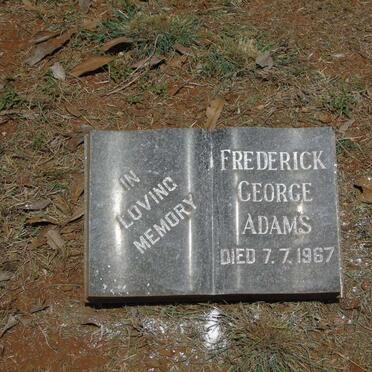 IN
LOVING
MEMORY
FREDERICK
GEORGE
ADAMS
DIED 7.7.1967